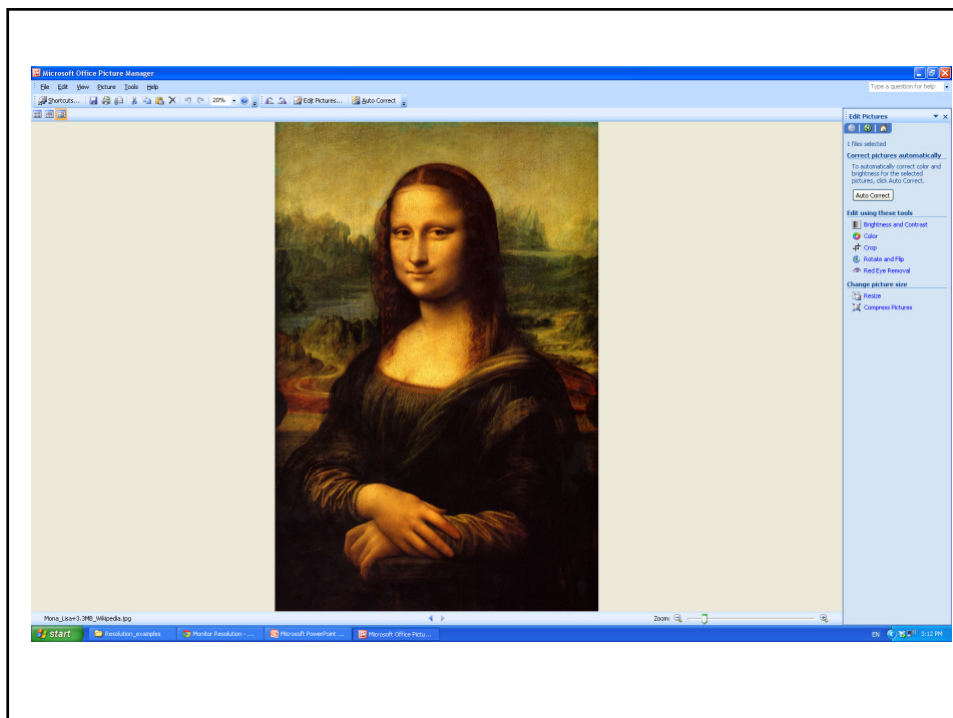 Microsoft Office Picture Manager
File Edit View Picture Tools Help
Type a question for help
Shortcuts... 20% Edit Pictures... Auto Correct
Edit Pictures
1 files selected
Correct pictures automatically
To automatically correct color and
brightness for the selected
pictures, click Auto Correct.
Auto Correct
Edit using these tools
Brightness and Contrast
Color
Crop
Rotate and Flip
Red Eye Removal
Change picture size
Resize
Compress Pictures
Mona_Lisa+3.3MB_Wikipedia.jpg Zoom:
start Resolution_examples Monitor Resolution - ... Microsoft PowerPoint ... Microsoft Office Pictu... EN 3:12 PM